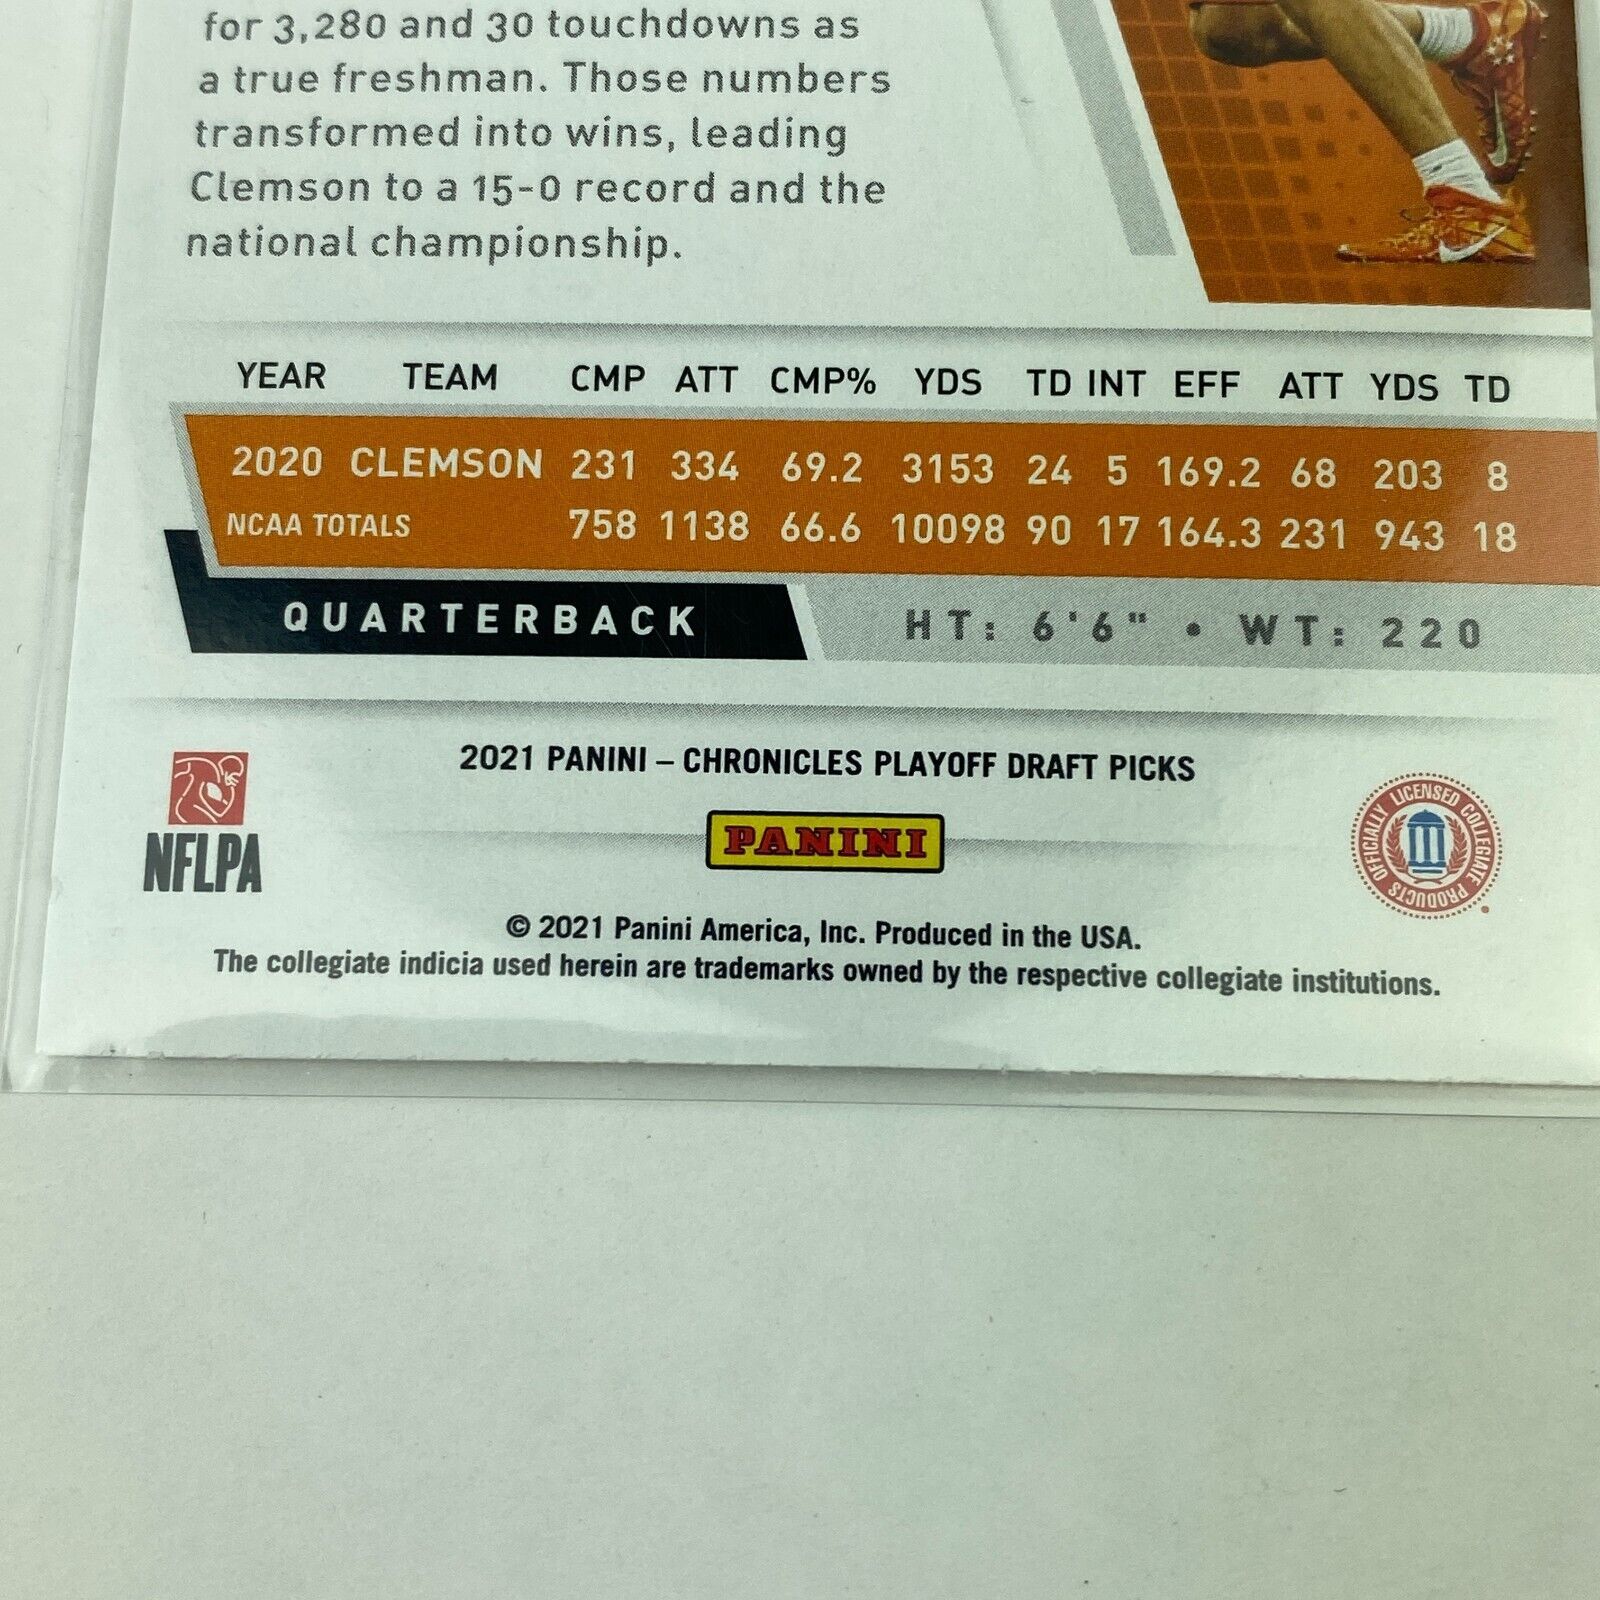 for 3,280 and 30 touchdowns as
a true freshman. Those numbers
transformed into wins, leading
Clemson to a 15-0 record and the
national championship.
YEAR TEAM CMP ATT CMP% YDS TD INT EFF ATT YDS TD
2020 CLEMSON 231 334 69.2 3153 24 5 169.2 68 203 8
NCAA TOTALS 758 1138 66.6 10098 90 17 164.3 231 943 18
QUARTERBACK HT: 6'6" • WT: 220
2021 PANINI – CHRONICLES PLAYOFF DRAFT PICKS
NFLPA
PANINI
OFFICIALLY LICENSED COLLEGIATE PRODUCTS
© 2021 Panini America, Inc. Produced in the USA.
The collegiate indicia used herein are trademarks owned by the respective collegiate institutions.